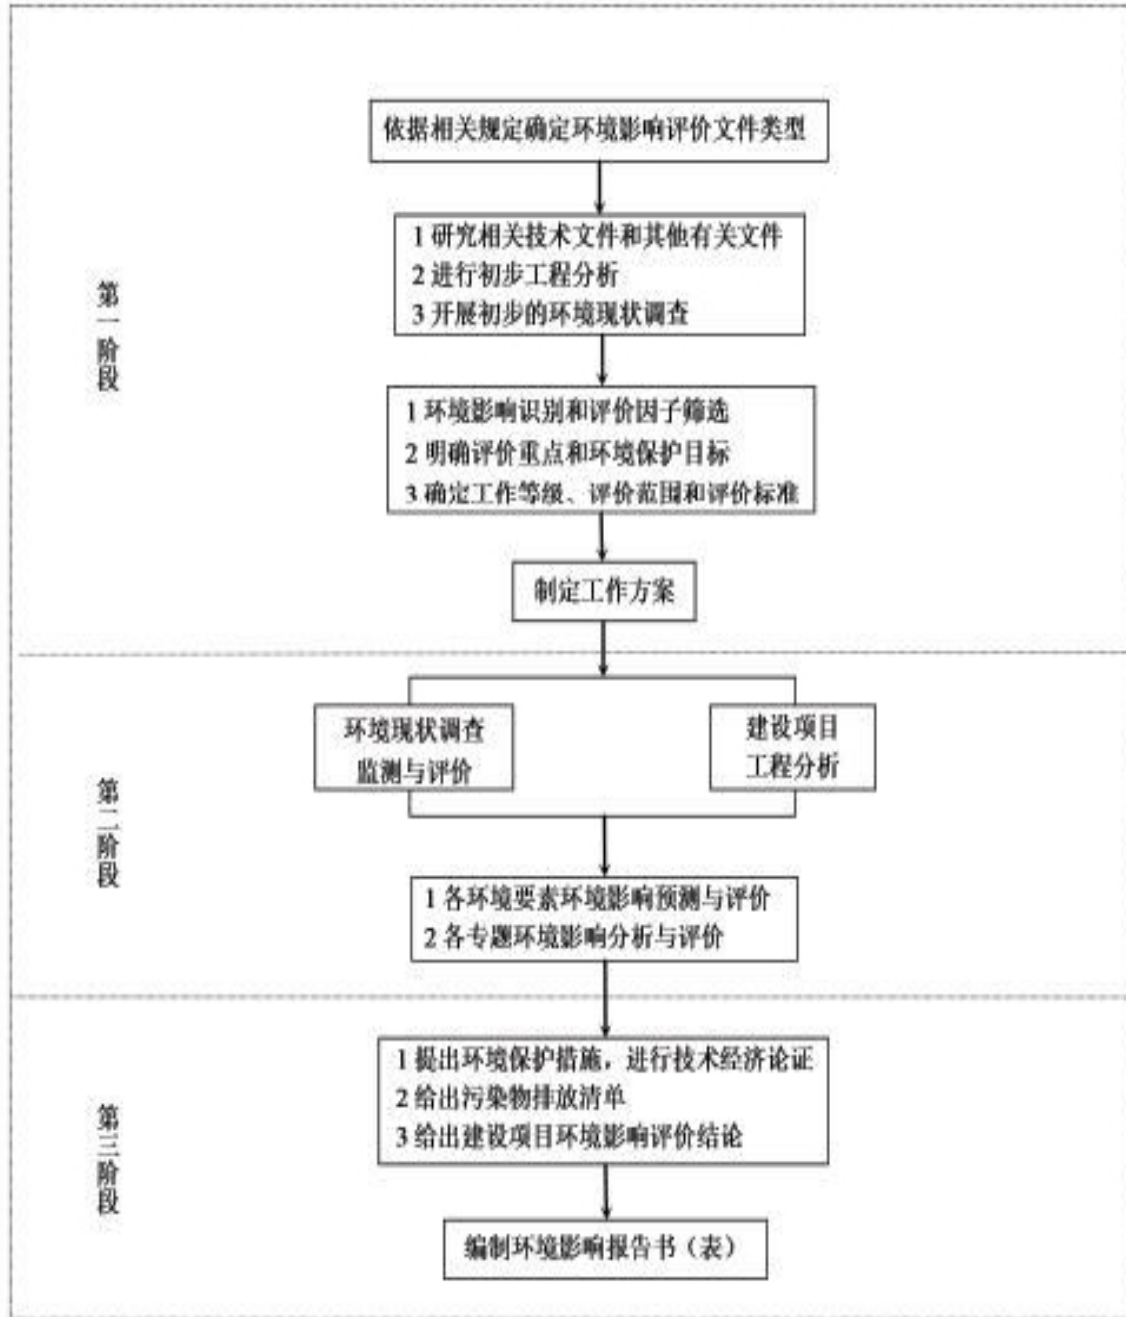 依据相关规定确定环境影响评价文件类型
1 研究相关技术文件和其他有关文件
2 进行初步工程分析
3 开展初步的环境现状调查
第一阶段
1 环境影响识别和评价因子筛选
2 明确评价重点和环境保护目标
3 确定工作等级、评价范围和评价标准
制定工作方案
环境现状调查
监测与评价
建设项目
工程分析
第二阶段
1 各环境要素环境影响预测与评价
2 各专题环境影响分析与评价
1 提出环境保护措施，进行技术经济论证
2 给出污染物排放清单
3 给出建设项目环境影响评价结论
第三阶段
编制环境影响报告书（表）